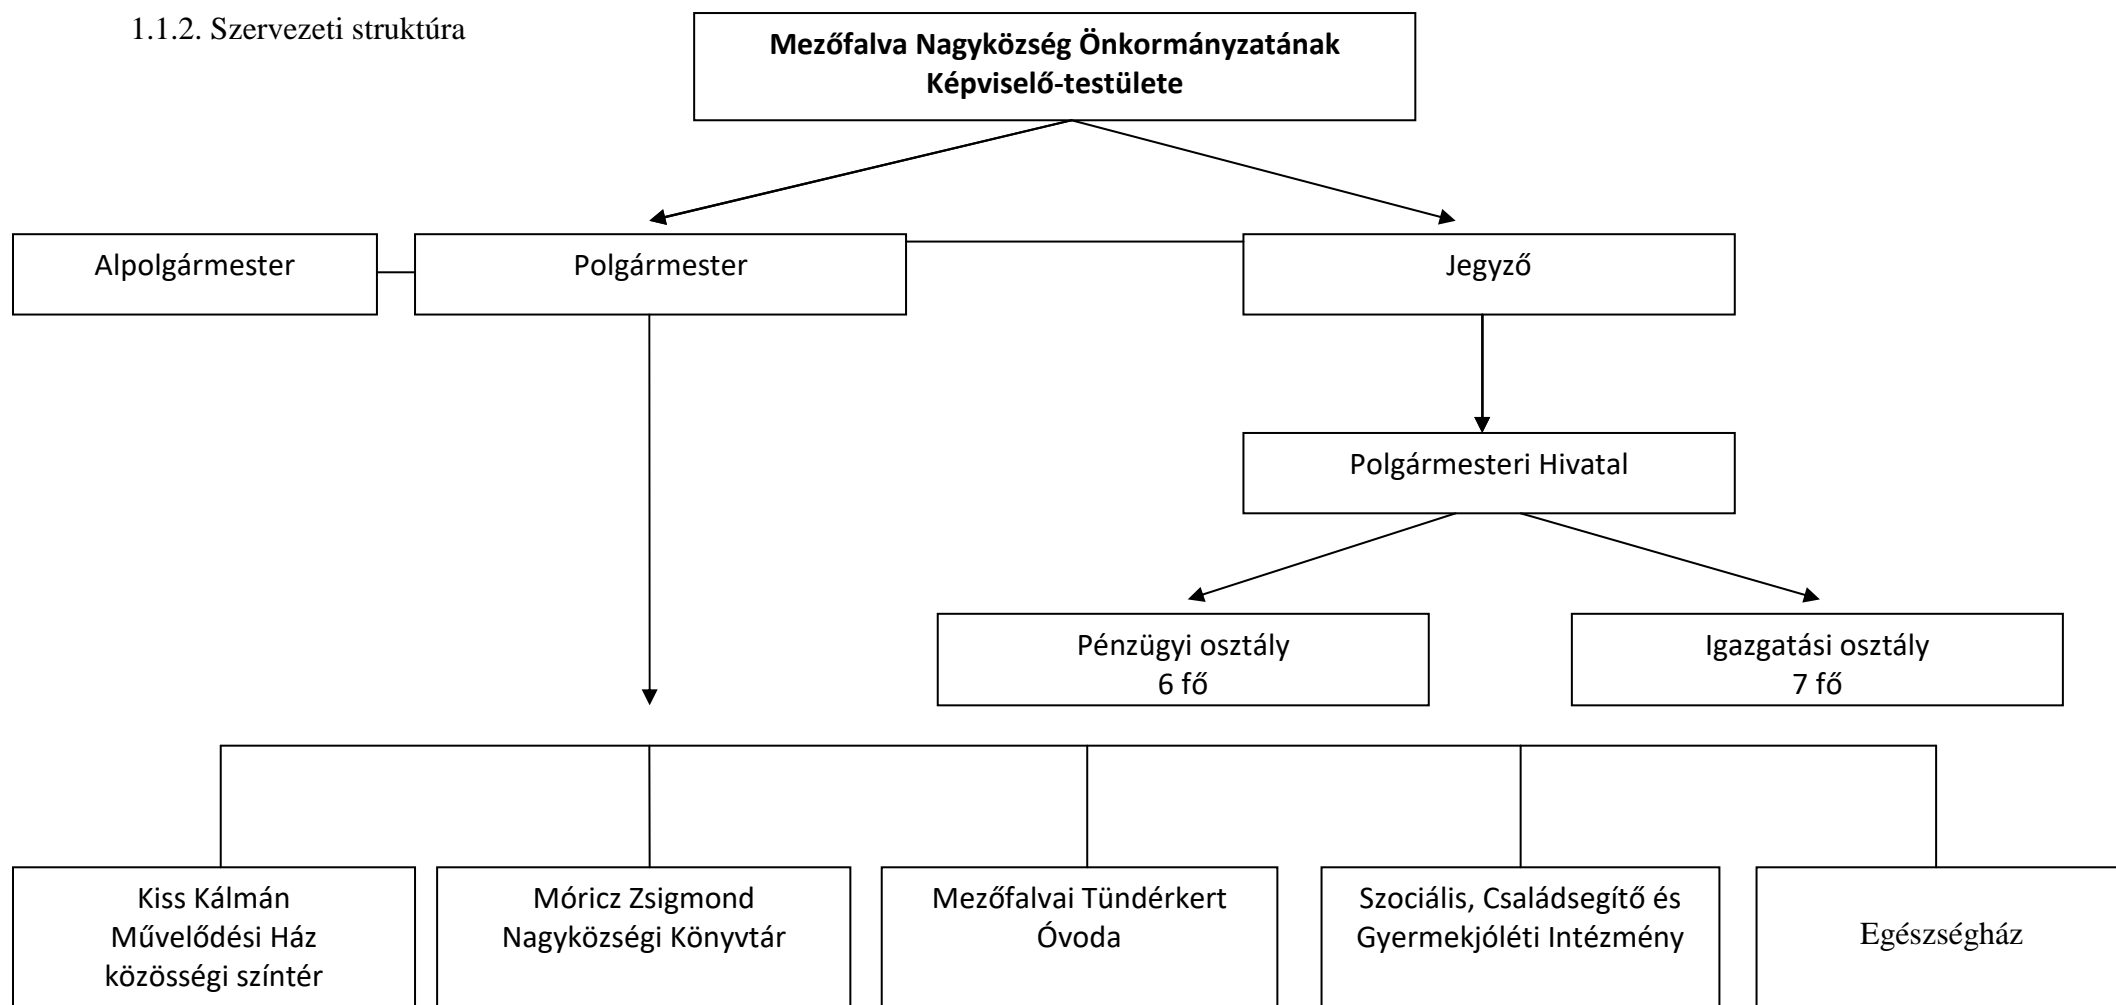 1.1.2. Szervezeti struktúra
Mezőfalva Nagyközség Önkormányzatának
Képviselő-testülete
Alpolgármester
Polgármester
Jegyző
Polgármesteri Hivatal
Pénzügyi osztály
6 fő
Igazgatási osztály
7 fő
Kiss Kálmán
Művelődési Ház
közösségi színtér
Móricz Zsigmond
Nagyközségi Könyvtár
Mezőfalvai Tündérkert
Óvoda
Szociális, Családsegítő és
Gyermekjóléti Intézmény
Egészségház